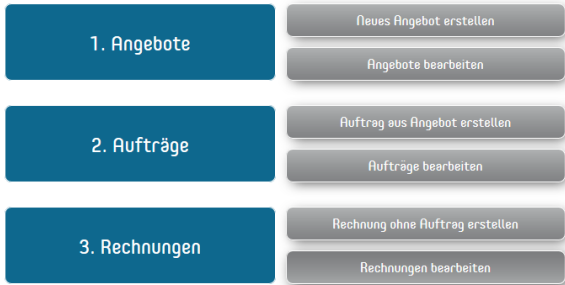 1. Angebote
Neues Angebot erstellen
Angebote bearbeiten
2. Aufträge
Auftrag aus Angebot erstellen
Aufträge bearbeiten
3. Rechnungen
Rechnung ohne Auftrag erstellen
Rechnungen bearbeiten